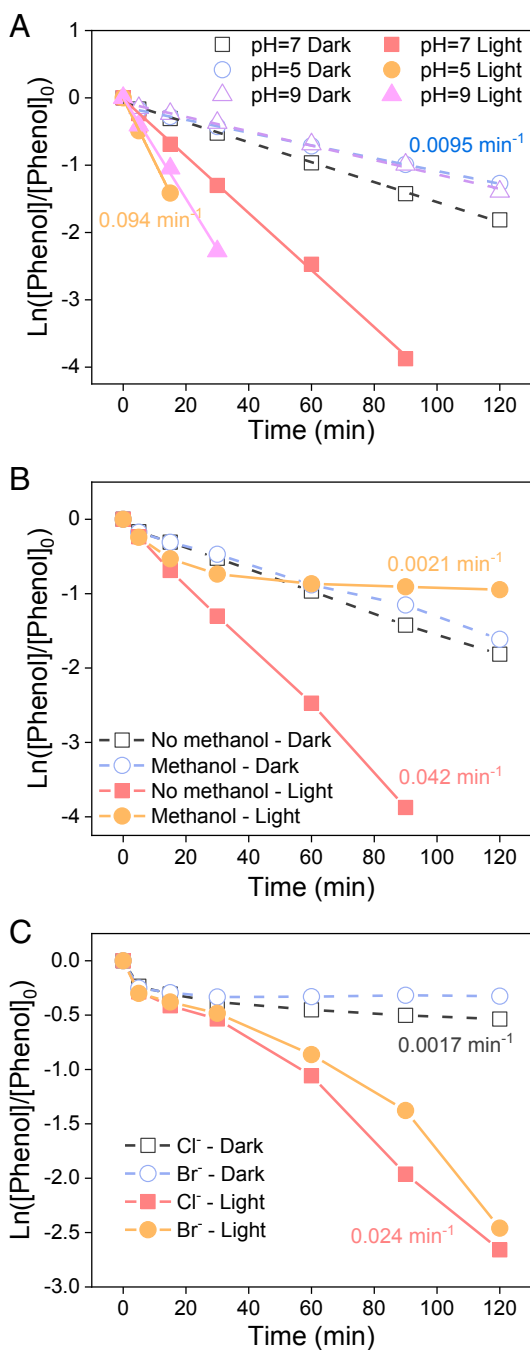 A
1
0
-1
-2
-3
-4
Ln([Phenol]/[Phenol]₀)
pH=7 Dark
pH=7 Light
pH=5 Dark
pH=5 Light
pH=9 Dark
pH=9 Light
0.0095 min⁻¹
0.094 min⁻¹
0 20 40 60 80 100 120
Time (min)
B
0
-1
-2
-3
-4
Ln([Phenol]/[Phenol]₀)
0.0021 min⁻¹
No methanol - Dark
Methanol - Dark
No methanol - Light
Methanol - Light
0.042 min⁻¹
0 20 40 60 80 100 120
Time (min)
C
0.0
-0.5
-1.0
-1.5
-2.0
-2.5
-3.0
Ln([Phenol]/[Phenol]₀)
0.0017 min⁻¹
Cl⁻ - Dark
Br⁻ - Dark
Cl⁻ - Light
Br⁻ - Light
0.024 min⁻¹
0 20 40 60 80 100 120
Time (min)